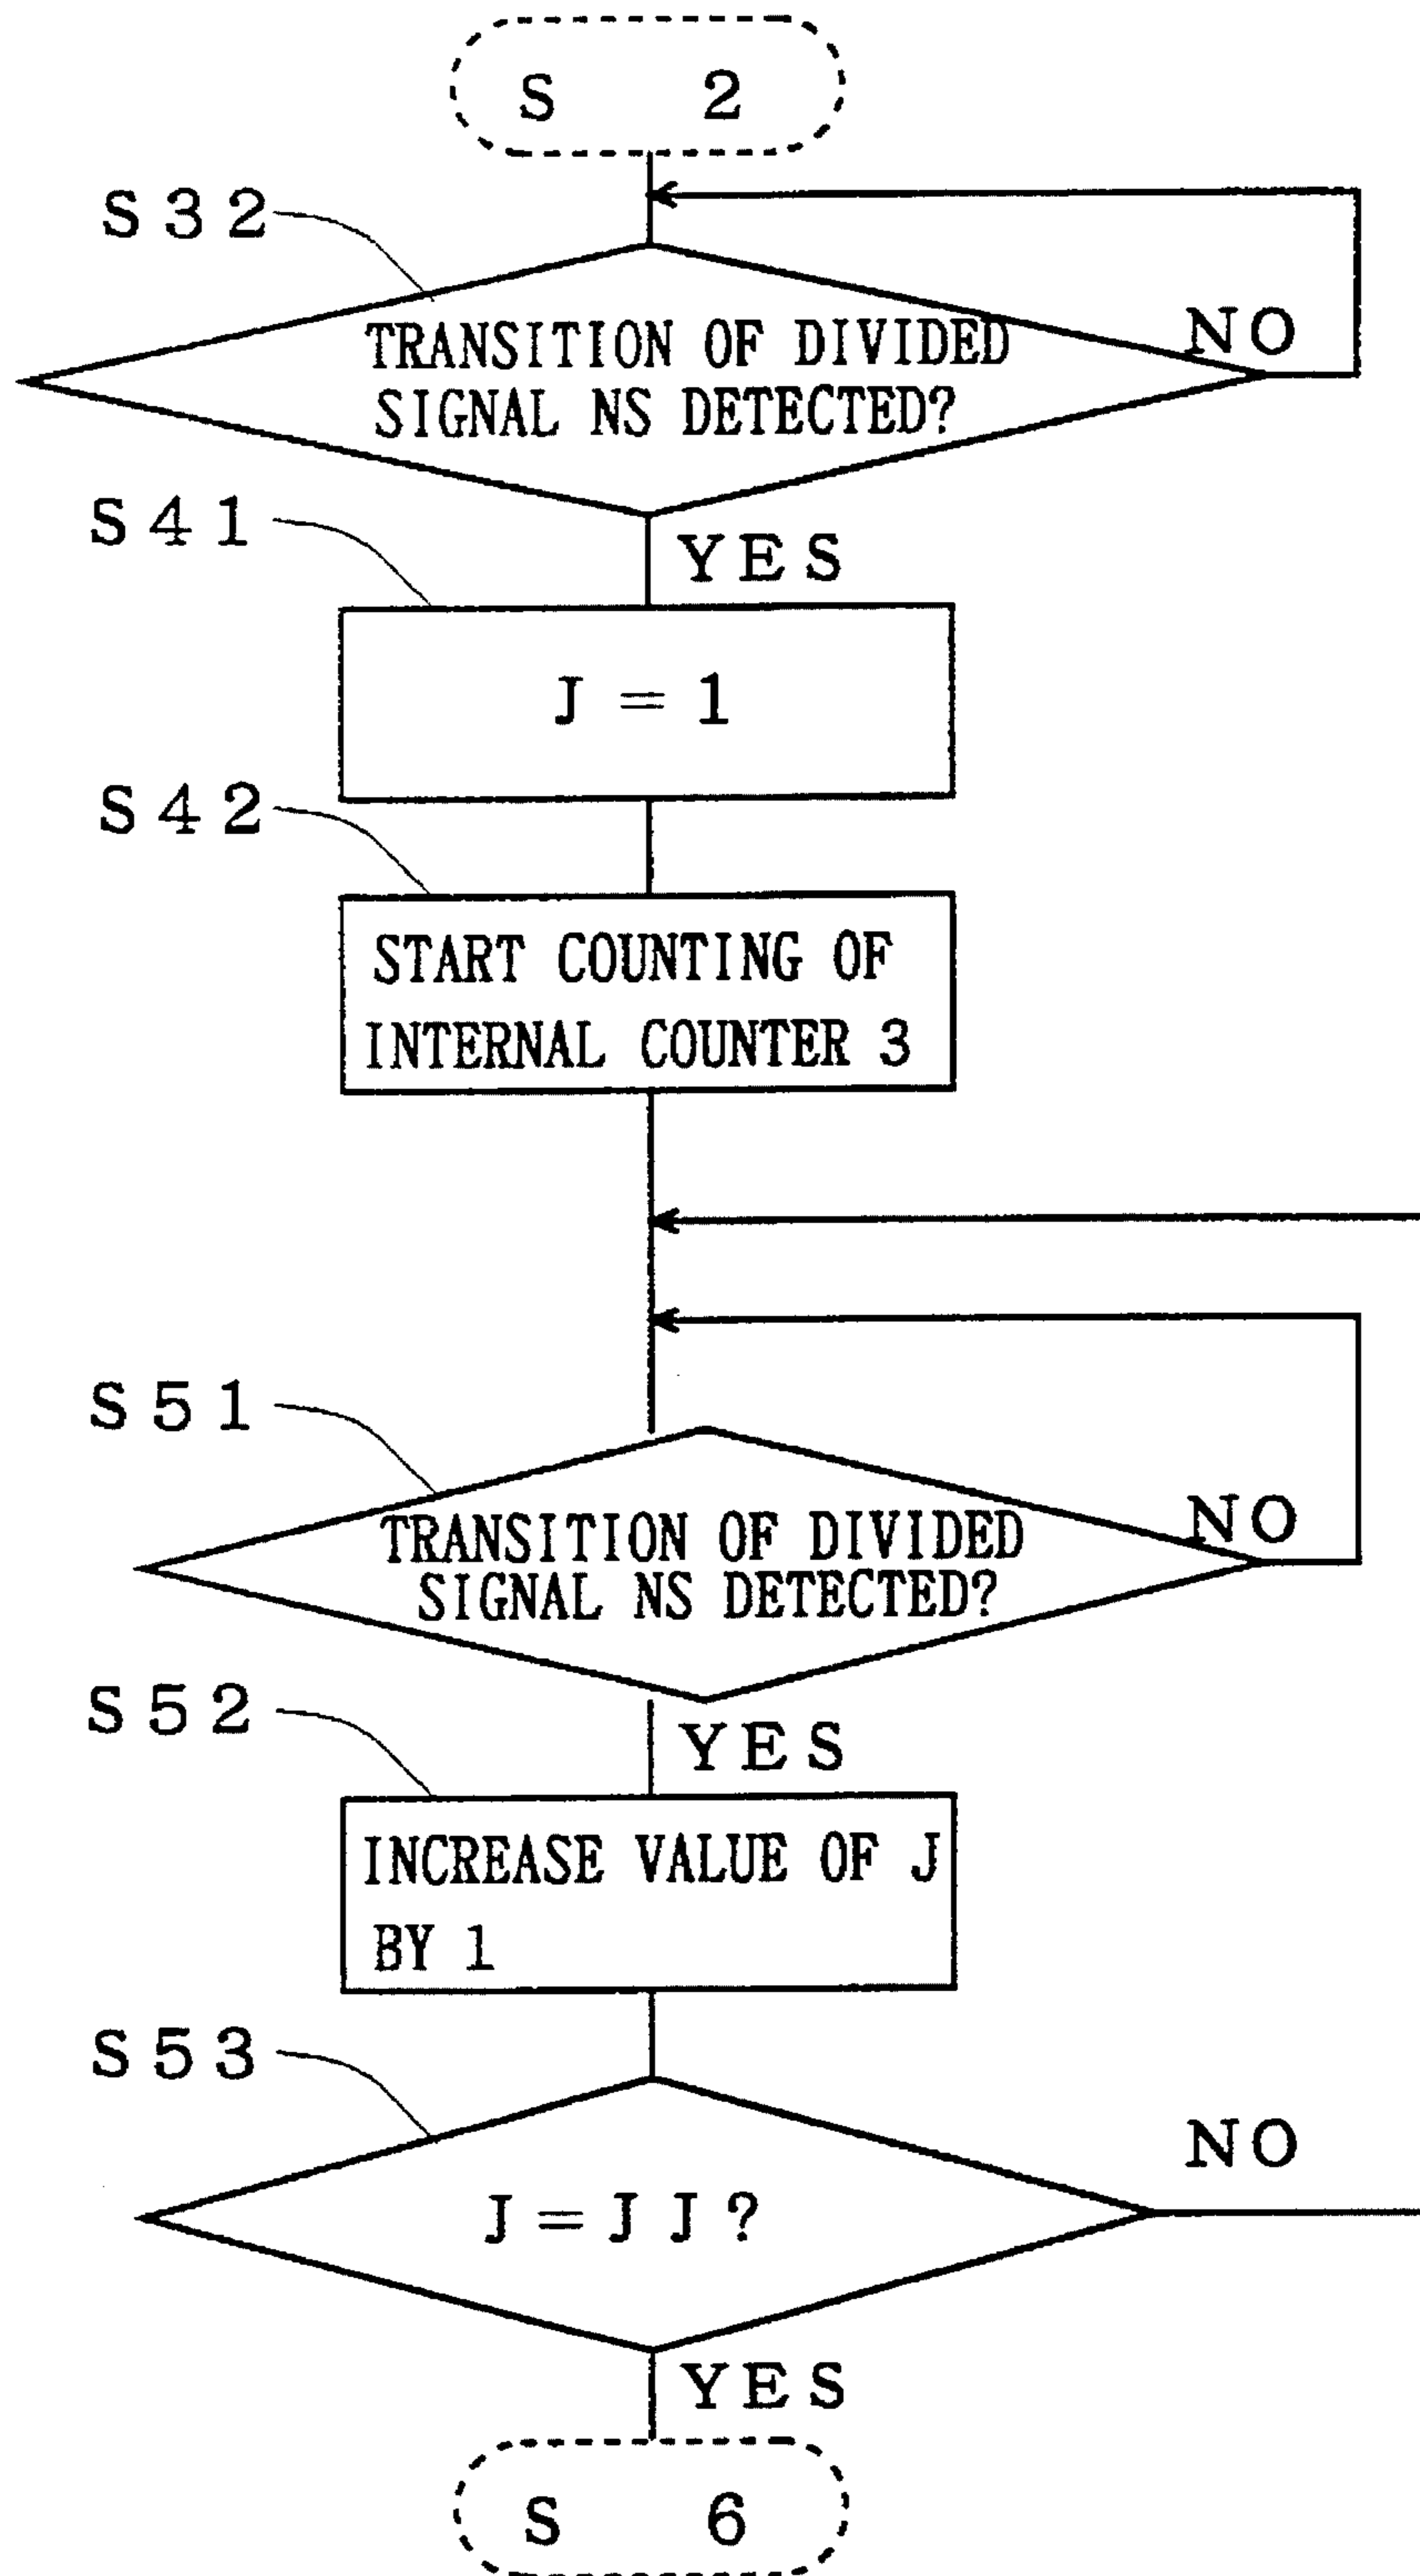 S 2
S32
TRANSITION OF DIVIDED
SIGNAL NS DETECTED?
NO
S41
YES
J = 1
S42
START COUNTING OF
INTERNAL COUNTER 3
S51
TRANSITION OF DIVIDED
SIGNAL NS DETECTED?
NO
S52
YES
INCREASE VALUE OF J
BY 1
S53
NO
J = J J ?
YES
S 6